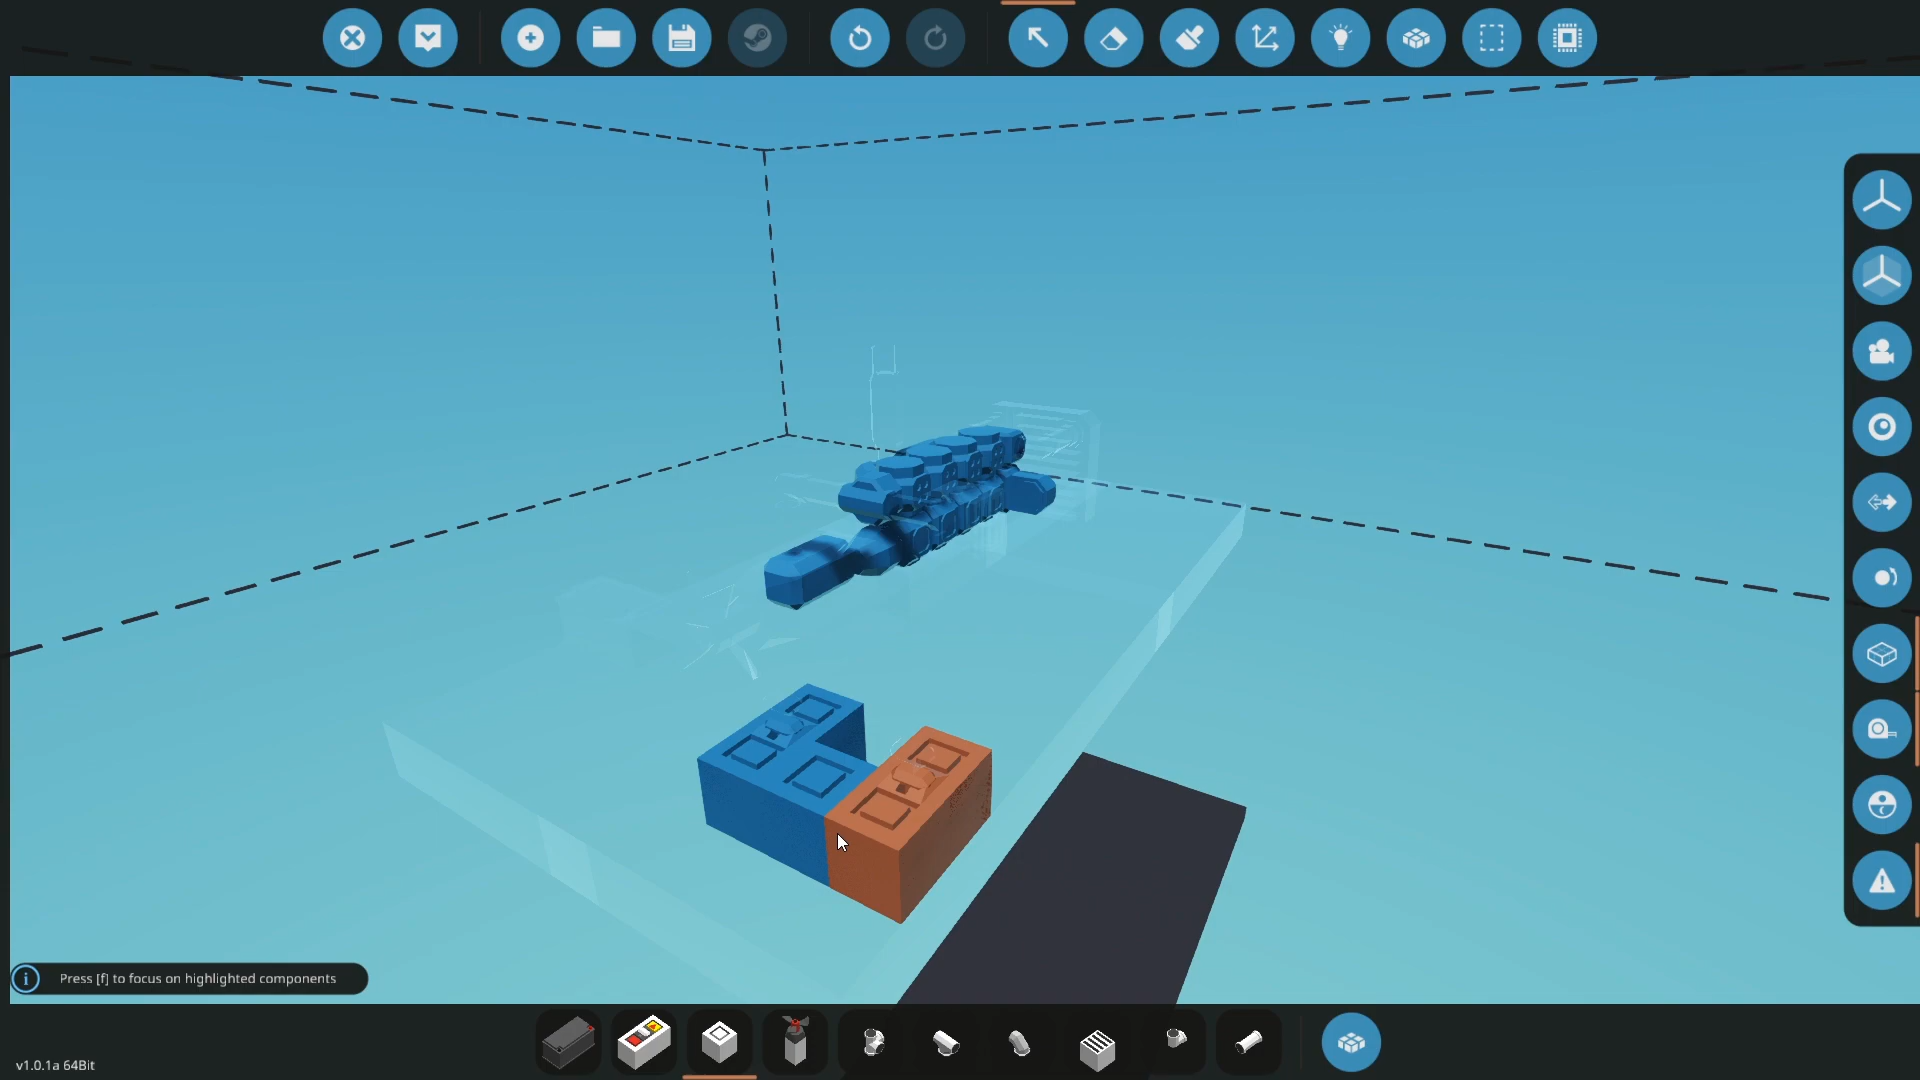 Press [f] to focus on highlighted components
v1.0.1a 64Bit